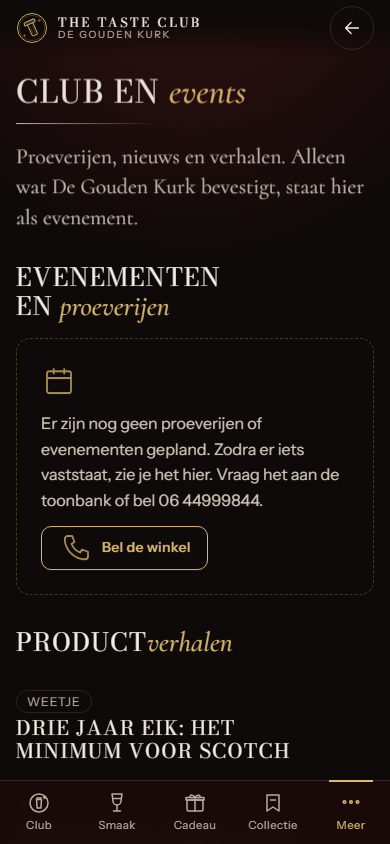 THE TASTE CLUB
DE GOUDEN KURK
CLUB EN events
Proeverijen, nieuws en verhalen. Alleen
wat De Gouden Kurk bevestigt, staat hier
als evenement.
EVENEMENTEN
EN proeverijen
Er zijn nog geen proeverijen of
evenementen gepland. Zodra er iets
vaststaat, zie je het hier. Vraag het aan de
toonbank of bel 06 44999844.
Bel de winkel
PRODUCTverhalen
WEETJE
DRIE JAAR EIK: HET
MINIMUM VOOR SCOTCH
Club Smaak Cadeau Collectie Meer